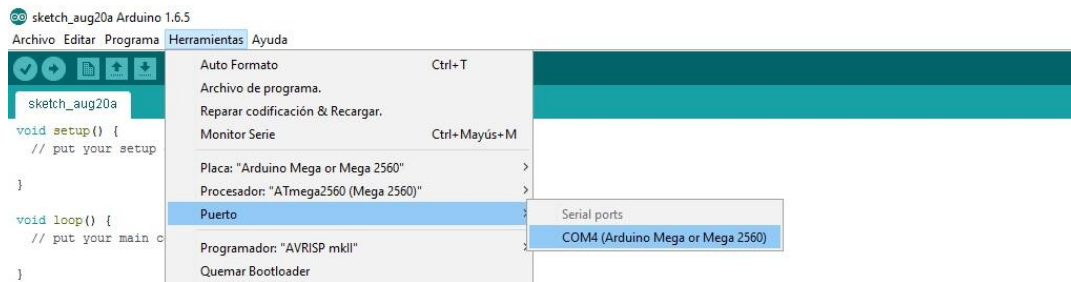 sketch_aug20a Arduino 1.6.5
Archivo Editar Programa Herramientas Ayuda
sketch_aug20a
Auto Formato Ctrl+T
Archivo de programa.
Reparar codificación & Recargar.
Monitor Serie Ctrl+Mayús+M
Placa: "Arduino Mega or Mega 2560"
Procesador: "ATmega2560 (Mega 2560)"
Puerto
Programador: "AVRISP mkII"
Quemar Bootloader
Serial ports
COM4 (Arduino Mega or Mega 2560)
void setup() {
// put your setup
}
void loop() {
// put your main c
}